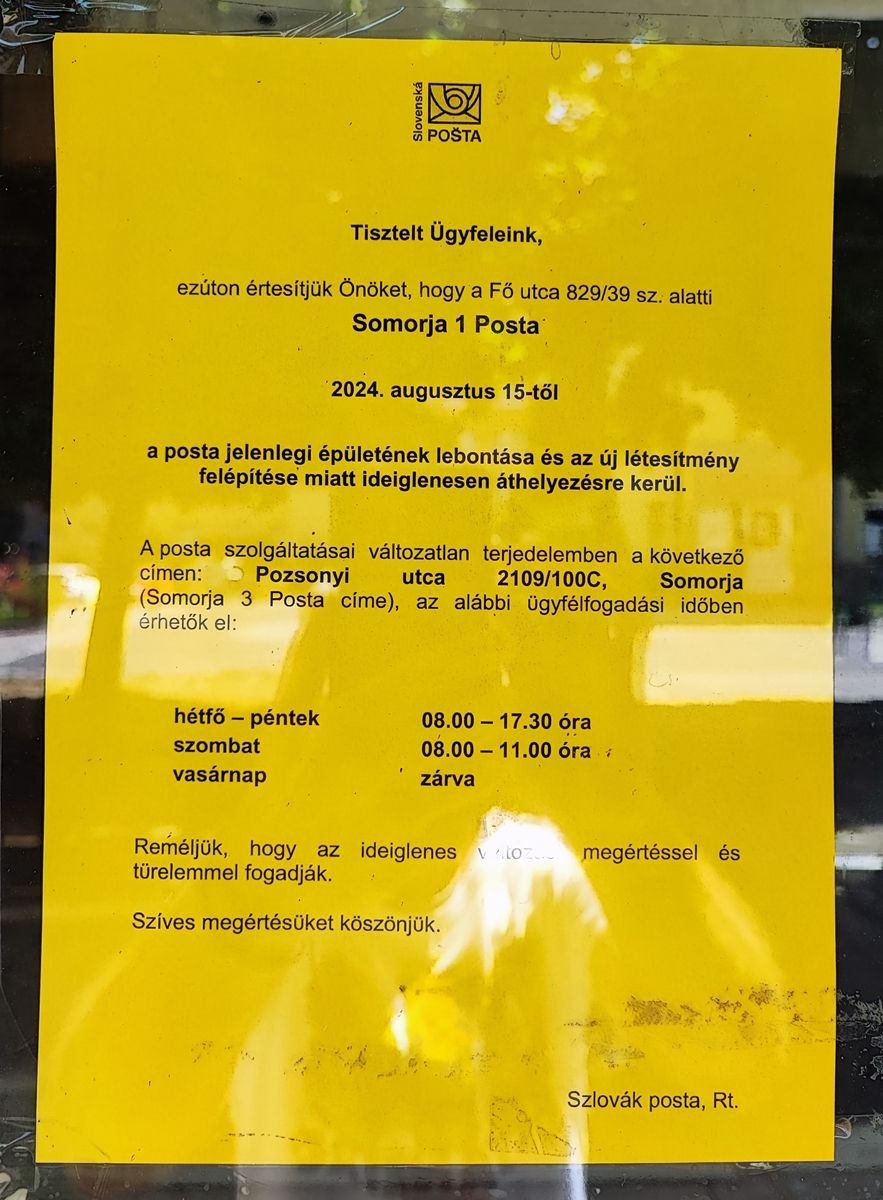 Slovenská
POŠTA
Tisztelt Ügyfeleink,
ezúton értesítjük Önöket, hogy a Fő utca 829/39 sz. alatti
Somorja 1 Posta
2024. augusztus 15-től
a posta jelenlegi épületének lebontása és az új létesítmény
felépítése miatt ideiglenesen áthelyezésre kerül.
A posta szolgáltatásai változatlan terjedelemben a következő
címen: Pozsonyi utca 2109/100C, Somorja
(Somorja 3 Posta címe), az alábbi ügyfélfogadási időben
érhetők el:
hétfő – péntek 08.00 – 17.30 óra
szombat 08.00 – 11.00 óra
vasárnap zárva
Reméljük, hogy az ideiglenes megértéssel és
türelemmel fogadják.
Szíves megértésüket köszönjük.
Szlovák posta, Rt.